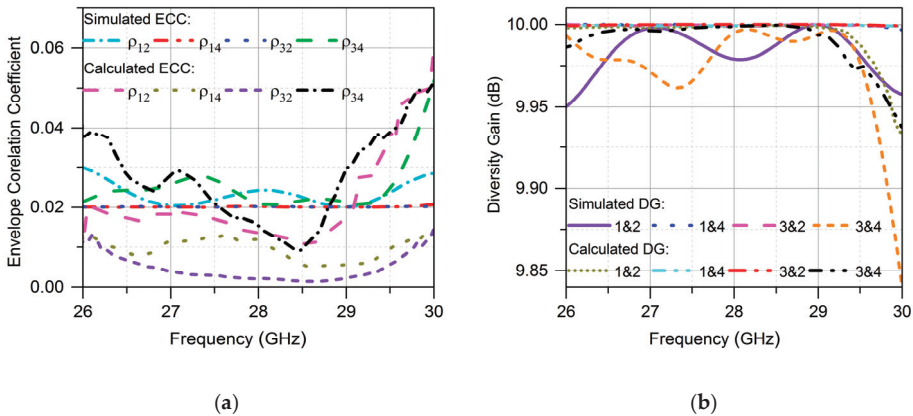 (a)
Simulated ECC:
ρ12 ρ14 ρ32 ρ34
Calculated ECC:
ρ12 ρ14 ρ32 ρ34
Envelope Corelation Coefficient
0.06
0.04
0.02
0.00
26 27 28 29 30
Frequency (GHz)
(b)
Diversity Gain (dB)
10.00
9.95
9.90
9.85
Simulated DG:
1&2 1&4 3&2 3&4
Calculated DG:
1&2 1&4 3&2 3&4
26 27 28 29 30
Frequency (GHz)
(a) (b)